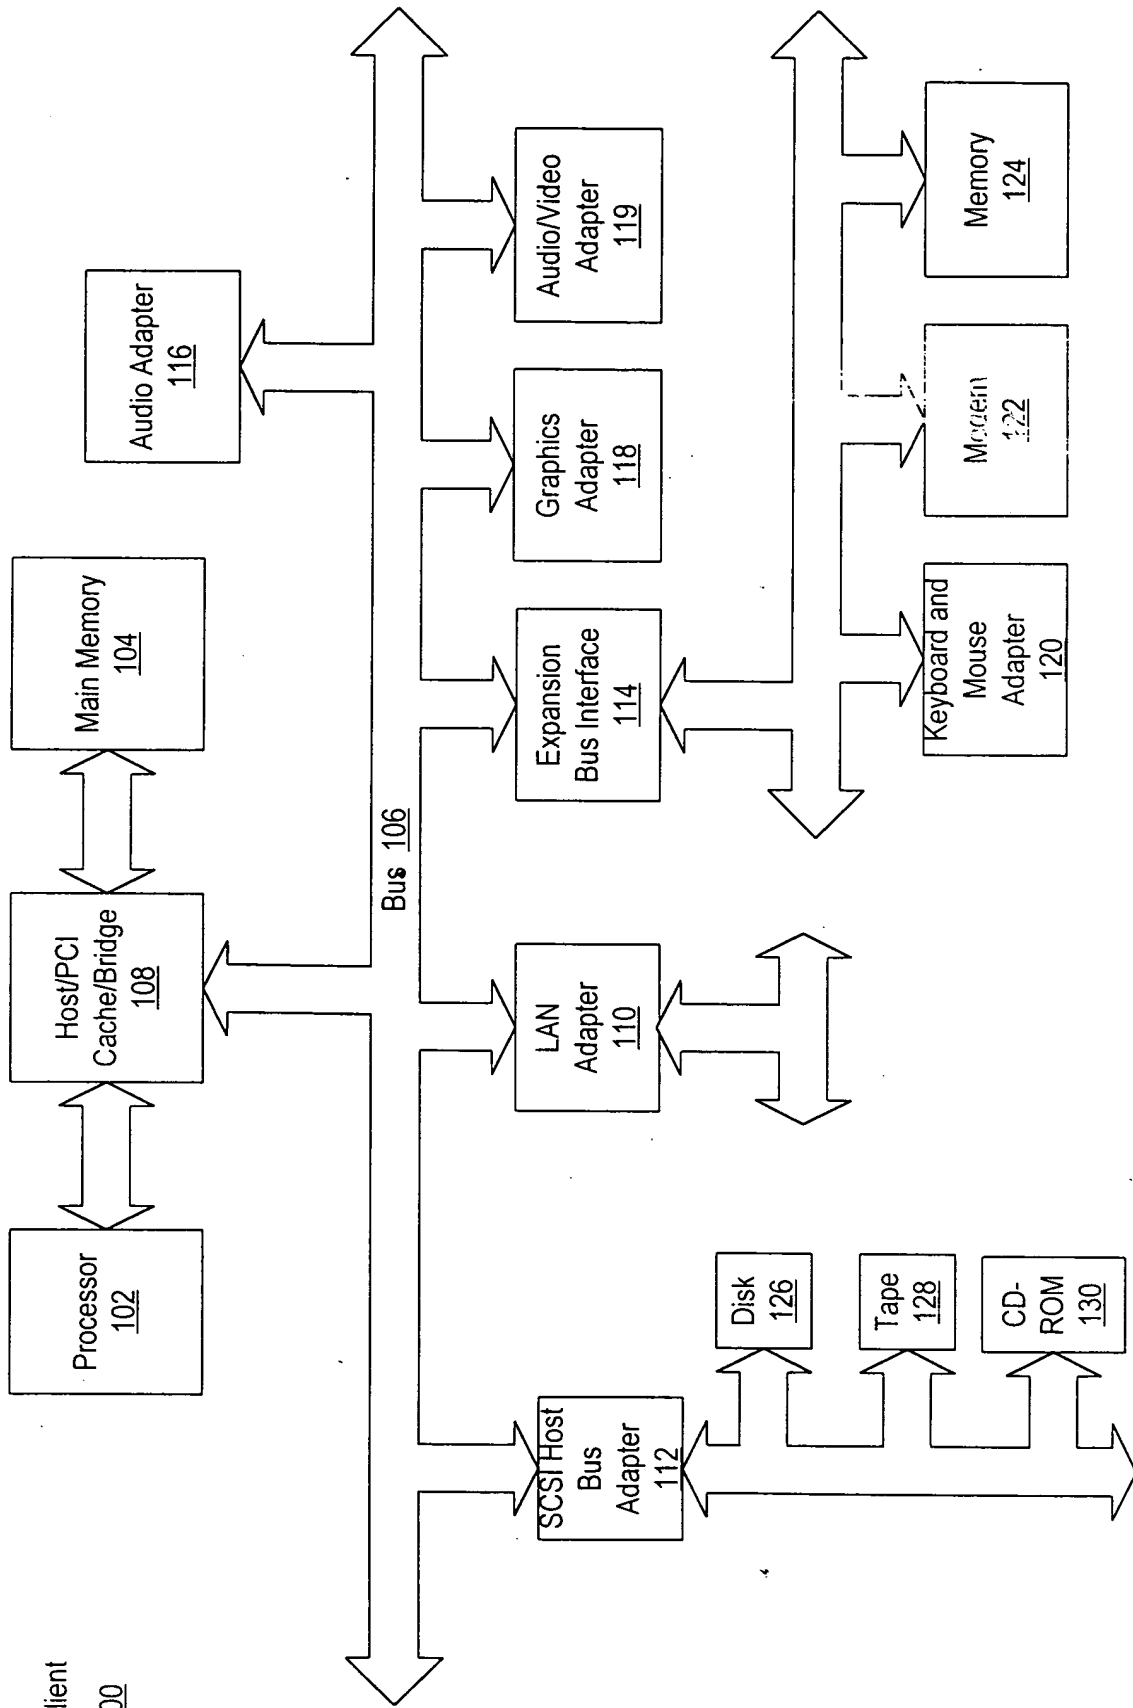 Processor
102
Host/PCI
Cache/Bridge
108
Main Memory
104
Audio Adapter
116
Bus 106
SCSI Host
Bus
Adapter
112
LAN
Adapter
110
Expansion
Bus Interface
114
Graphics
Adapter
118
Audio/Video
Adapter
119
Disk
126
Tape
128
CD-
ROM
130
Keyboard and
Mouse
Adapter
120
Modem
122
Memory
124